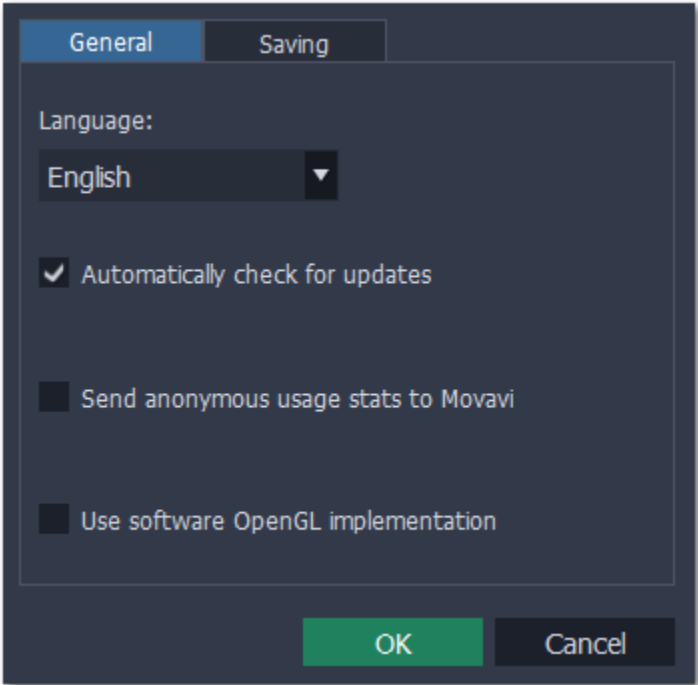 General Saving
Language:
English
Automatically check for updates
Send anonymous usage stats to Movavi
Use software OpenGL implementation
OK Cancel